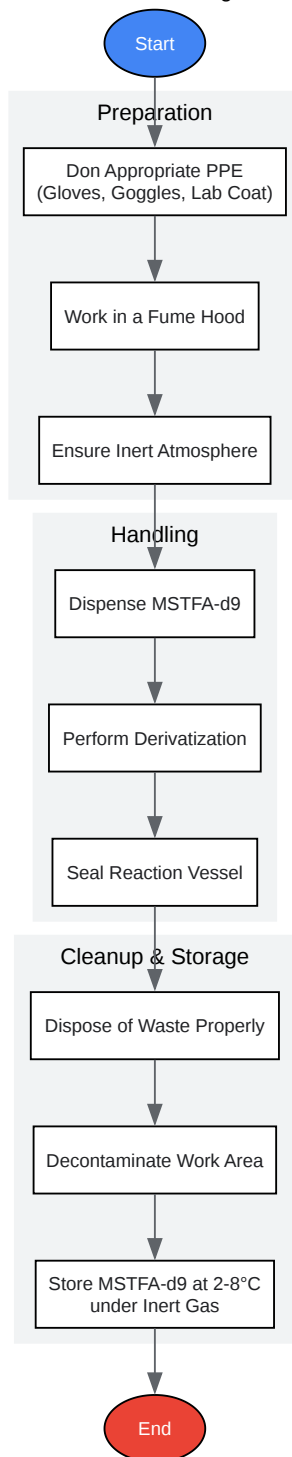 Start
Preparation
Don Appropriate PPE
(Gloves, Goggles, Lab Coat)
Work in a Fume Hood
Ensure Inert Atmosphere
Handling
Dispense MSTFA-d9
Perform Derivatization
Seal Reaction Vessel
Cleanup & Storage
Dispose of Waste Properly
Decontaminate Work Area
Store MSTFA-d9 at 2-8°C
under Inert Gas
End